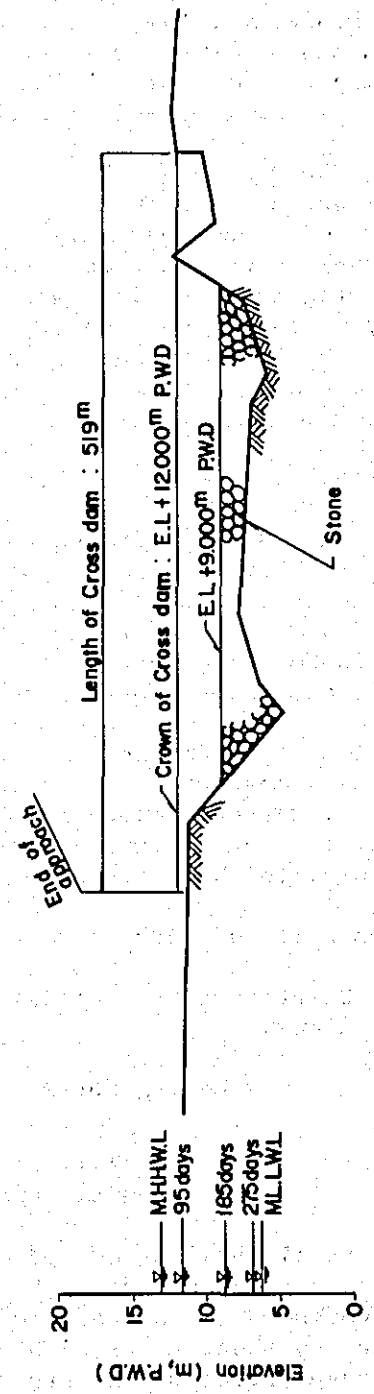 Length of Cross dam : 519m
End of
approach
Crown of Cross dam : E.L +12.000m P.W.D
E.L +9.000m P.W.D
Stone
M.H.H.W.L
95 days
185 days
275 days
M.L.L.W.L
20
15
10
5
0
Elevation (m, P.W.D)